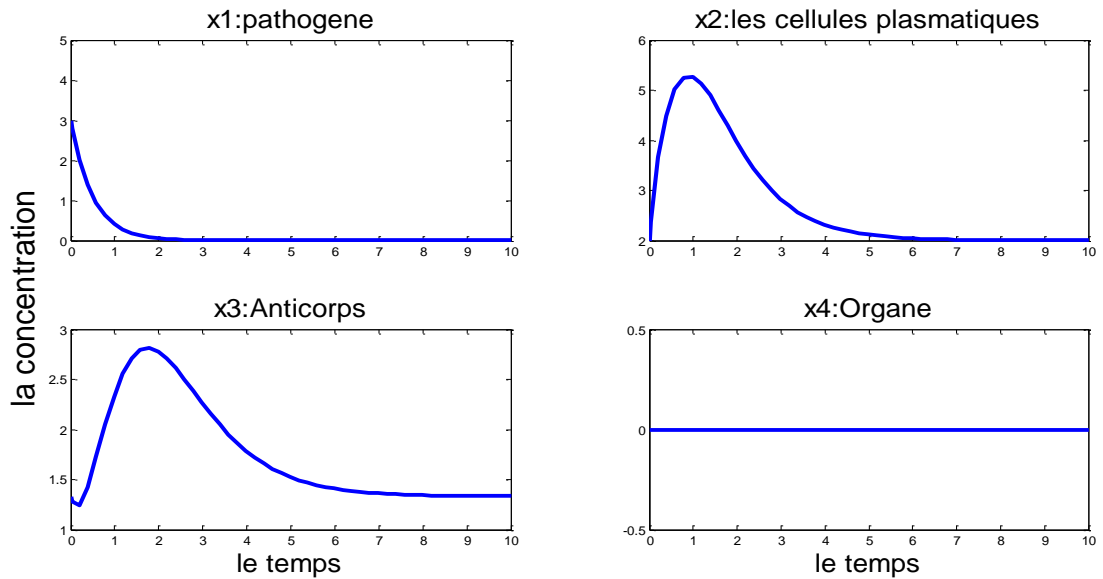 x1:pathogene
5
4
3
2
1
0
0 1 2 3 4 5 6 7 8 9 10
x2:les cellules plasmatiques
6
5
4
3
2
0 1 2 3 4 5 6 7 8 9 10
la concentration
x3:Anticorps
3
2.5
2
1.5
1
0 1 2 3 4 5 6 7 8 9 10
le temps
x4:Organe
0.5
0
-0.5
0 1 2 3 4 5 6 7 8 9 10
le temps